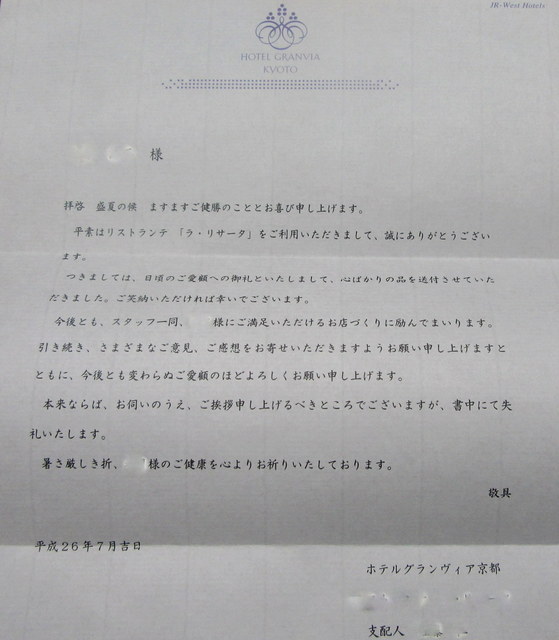 JR-West Hotels
HOTEL GRANVIA
KYOTO
様
拝啓　盛夏の候　ますますご健勝のこととお喜び申し上げます。
平素はリストランテ 「ラ・リサータ」をご利用いただきまして、誠にありがとうござい
ます。
つきましては、日頃のご愛顧への御礼といたしまして、心ばかりの品を送付させていた
だきました。ご笑納いただければ幸いでございます。
今後とも、スタッフ一同、　　様にご満足いただけるお店づくりに励んでまいります。
引き続き、さまざまなご意見、ご感想をお寄せいただきますようお願い申し上げますと
ともに、今後とも変わらぬご愛顧のほどよろしくお願い申し上げます。
本来ならば、お伺いのうえ、ご挨拶申し上げるべきところでございますが、書中にて失
礼いたします。
暑さ厳しき折、　　様のご健康を心よりお祈りいたしております。
敬具
平成２６年７月吉日
ホテルグランヴィア京都
支配人